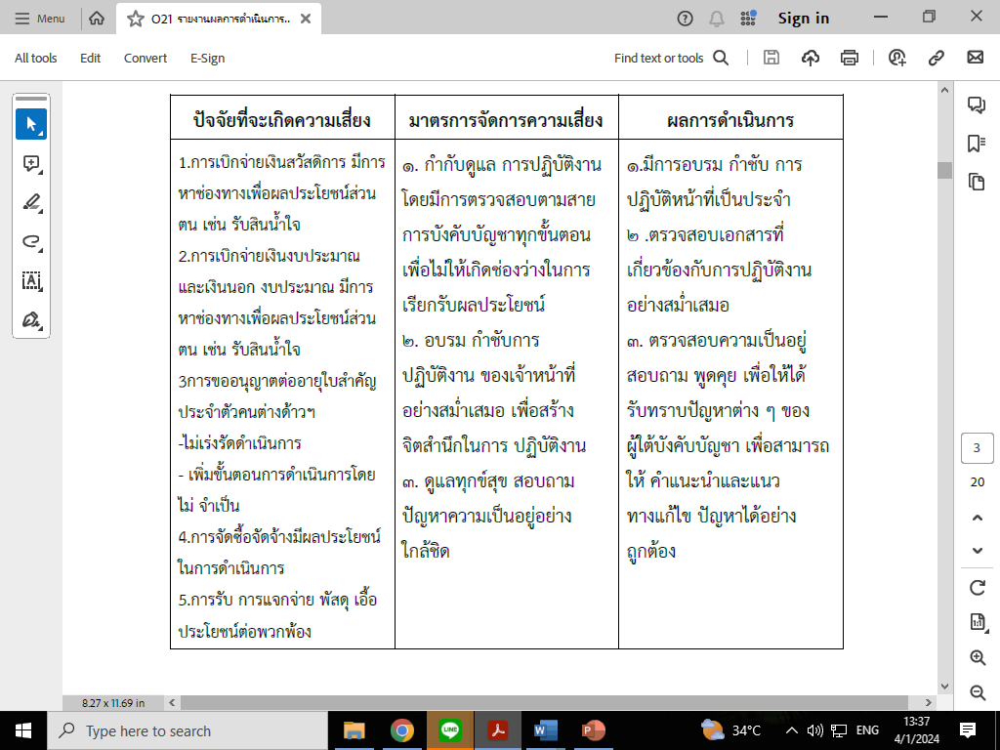 Menu
O21 รายงานผลการดำเนินการ..
Sign in
All tools
Edit
Convert
E-Sign
Find text or tools
ปัจจัยที่จะเกิดความเสี่ยง
1.การเบิกจ่ายเงินสวัสดิการ มีการ
หาช่องทางเพื่อผลประโยชน์ส่วน
ตน เช่น รับสินน้ำใจ
2.การเบิกจ่ายเงินงบประมาณ
และเงินนอก งบประมาณ มีการ
หาช่องทางเพื่อผลประโยชน์ส่วน
ตน เช่น รับสินน้ำใจ
3การขออนุญาตต่ออายุใบสำคัญ
ประจำตัวคนต่างด้าวฯ
-ไม่เร่งรัดดำเนินการ
- เพิ่มขั้นตอนการดำเนินการโดย
ไม่ จำเป็น
4.การจัดซื้อจัดจ้างมีผลประโยชน์
ในการดำเนินการ
5.การรับ การแจกจ่าย พัสดุ เอื้อ
ประโยชน์ต่อพวกพ้อง
มาตรการจัดการความเสี่ยง
๑. กำกับดูแล การปฏิบัติงาน
โดยมีการตรวจสอบตามสาย
การบังคับบัญชาทุกขั้นตอน
เพื่อไม่ให้เกิดช่องว่างในการ
เรียกรับผลประโยชน์
๒. อบรม กำชับการ
ปฏิบัติงาน ของเจ้าหน้าที่
อย่างสม่ำเสมอ เพื่อสร้าง
จิตสำนึกในการ ปฏิบัติงาน
๓. ดูแลทุกข์สุข สอบถาม
ปัญหาความเป็นอยู่อย่าง
ใกล้ชิด
ผลการดำเนินการ
๑.มีการอบรม กำชับ การ
ปฏิบัติหน้าที่เป็นประจำ
๒ .ตรวจสอบเอกสารที่
เกี่ยวข้องกับการปฏิบัติงาน
อย่างสม่ำเสมอ
๓. ตรวจสอบความเป็นอยู่
สอบถาม พูดคุย เพื่อให้ได้
รับทราบปัญหาต่าง ๆ ของ
ผู้ใต้บังคับบัญชา เพื่อสามารถ
ให้ คำแนะนำและแนว
ทางแก้ไข ปัญหาได้อย่าง
ถูกต้อง
3
20
8.27 x 11.69 in
Type here to search
34°C
ENG
13:37
4/1/2024